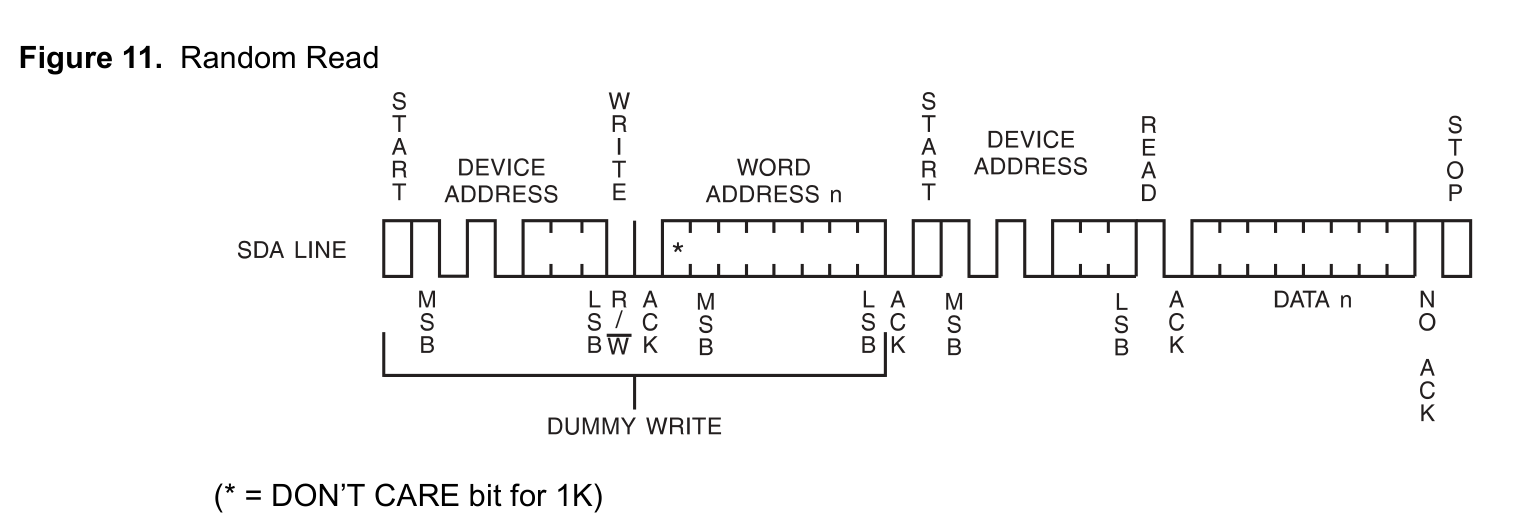 Figure 11. Random Read
START
WRITE
START
READ
STOP
DEVICE
ADDRESS
WORD
ADDRESS n
DEVICE
ADDRESS
SDA LINE
*
MSB
LSB
R/W̅
ACK
MSB
LSB
ACK
MSB
LSB
ACK
DATA n
NO ACK
DUMMY WRITE
(* = DON'T CARE bit for 1K)